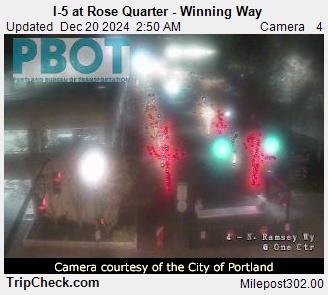 I-5 at Rose Quarter - Winning Way
Updated Dec 20 2024 2:50 AM Camera 4
PBOT
PORTLAND BUREAU OF TRANSPORTATION
4 - N. Ramsey Wy
@ One Ctr
Camera courtesy of the City of Portland
TripCheck.com Milepost302.00